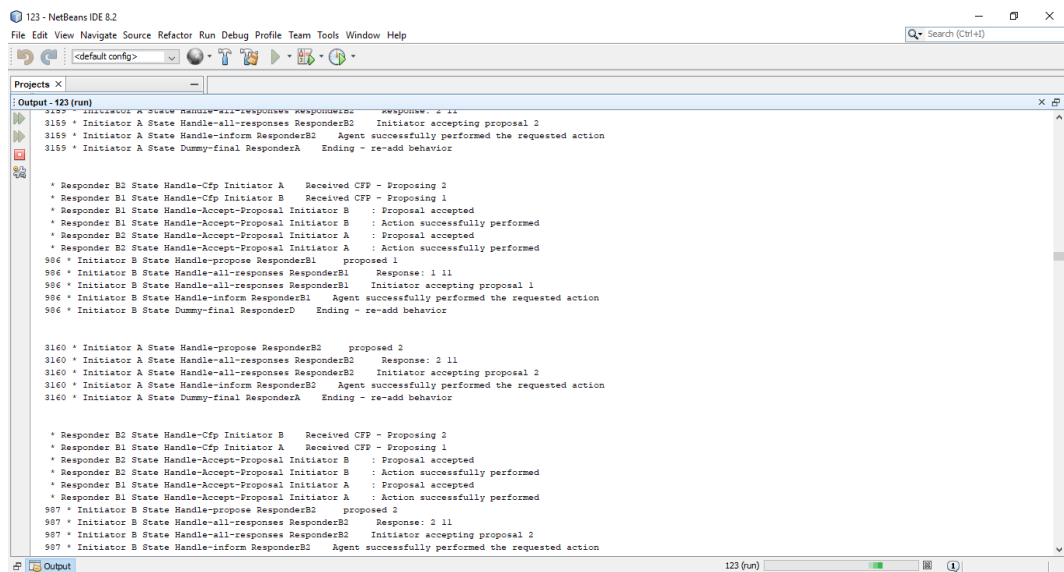 123 - NetBeans IDE 8.2
File Edit View Navigate Source Refactor Run Debug Profile Team Tools Window Help
Search (Ctrl+I)
<default config>
Projects
Output - 123 (run)
3159 * Initiator A State Handle-all-responses ResponderB2 Response: 2 11
3159 * Initiator A State Handle-all-responses ResponderB2 Initiator accepting proposal 2
3159 * Initiator A State Handle-inform ResponderB2 Agent successfully performed the requested action
3159 * Initiator A State Dummy-final ResponderA Ending - re-add behavior
* Responder B2 State Handle-Cfp Initiator A Received CFP - Proposing 2
* Responder B1 State Handle-Cfp Initiator B Received CFP - Proposing 1
* Responder B1 State Handle-Accept-Proposal Initiator B : Proposal accepted
* Responder B1 State Handle-Accept-Proposal Initiator B : Action successfully performed
* Responder B2 State Handle-Accept-Proposal Initiator A : Proposal accepted
* Responder B2 State Handle-Accept-Proposal Initiator A : Action successfully performed
986 * Initiator B State Handle-propose ResponderB1 proposed 1
986 * Initiator B State Handle-all-responses ResponderB1 Response: 1 11
986 * Initiator B State Handle-all-responses ResponderB1 Initiator accepting proposal 1
986 * Initiator B State Handle-inform ResponderB1 Agent successfully performed the requested action
986 * Initiator B State Dummy-final ResponderD Ending - re-add behavior
3160 * Initiator A State Handle-propose ResponderB2 proposed 2
3160 * Initiator A State Handle-all-responses ResponderB2 Response: 2 11
3160 * Initiator A State Handle-all-responses ResponderB2 Initiator accepting proposal 2
3160 * Initiator A State Handle-inform ResponderB2 Agent successfully performed the requested action
3160 * Initiator A State Dummy-final ResponderA Ending - re-add behavior
* Responder B2 State Handle-Cfp Initiator B Received CFP - Proposing 2
* Responder B1 State Handle-Cfp Initiator A Received CFP - Proposing 1
* Responder B2 State Handle-Accept-Proposal Initiator B : Proposal accepted
* Responder B2 State Handle-Accept-Proposal Initiator B : Action successfully performed
* Responder B1 State Handle-Accept-Proposal Initiator A : Proposal accepted
* Responder B1 State Handle-Accept-Proposal Initiator A : Action successfully performed
987 * Initiator B State Handle-propose ResponderB2 proposed 2
987 * Initiator B State Handle-all-responses ResponderB2 Response: 2 11
987 * Initiator B State Handle-all-responses ResponderB2 Initiator accepting proposal 2
987 * Initiator B State Handle-inform ResponderB2 Agent successfully performed the requested action
Output
123 (run)
1